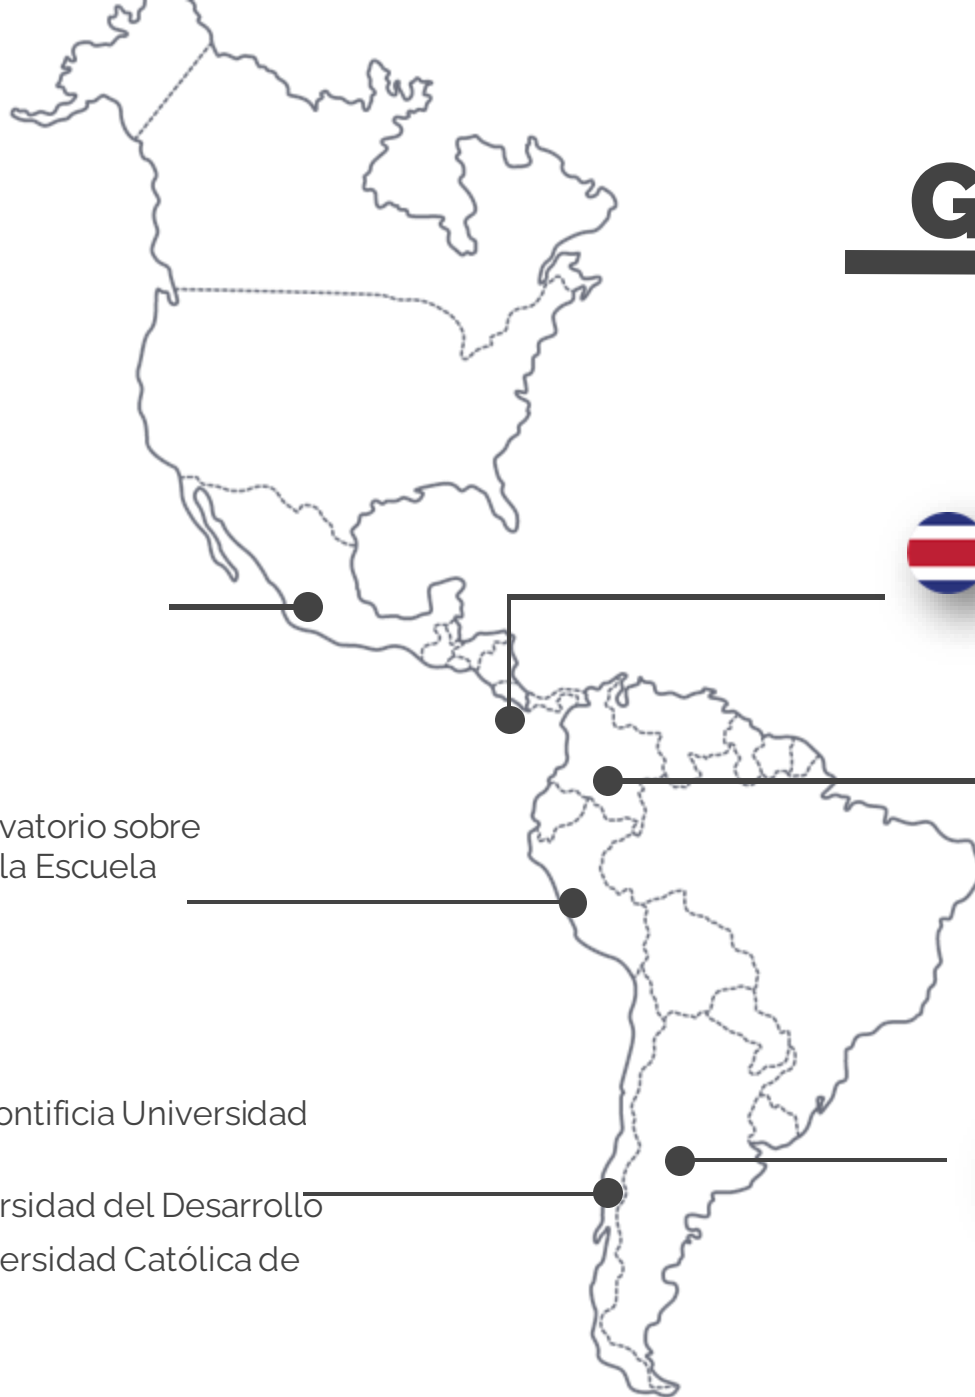 G
vatorio sobre
la Escuela
ontificia Universidad
rsidad del Desarrollo
ersidad Católica de